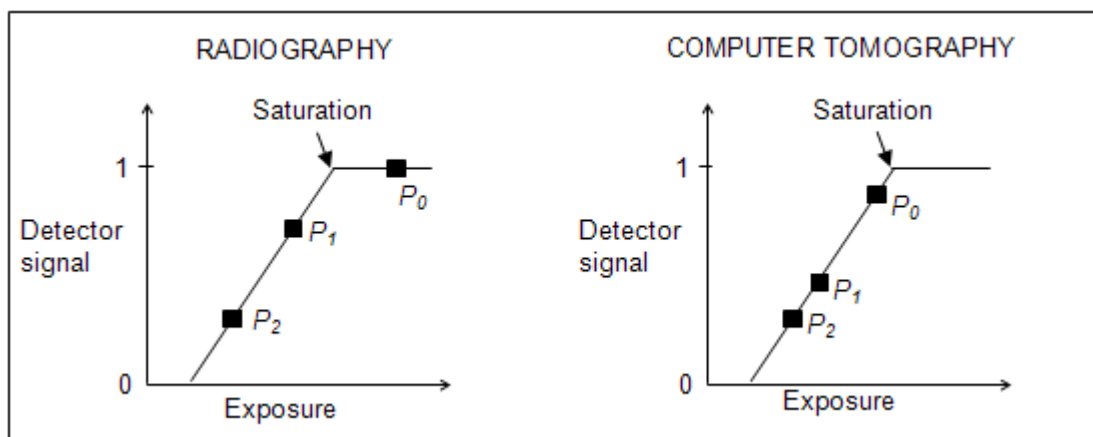 RADIOGRAPHY
Saturation
1
P0
Detector
signal
P1
P2
0
Exposure
COMPUTER TOMOGRAPHY
Saturation
1
P0
Detector
signal
P1
P2
0
Exposure